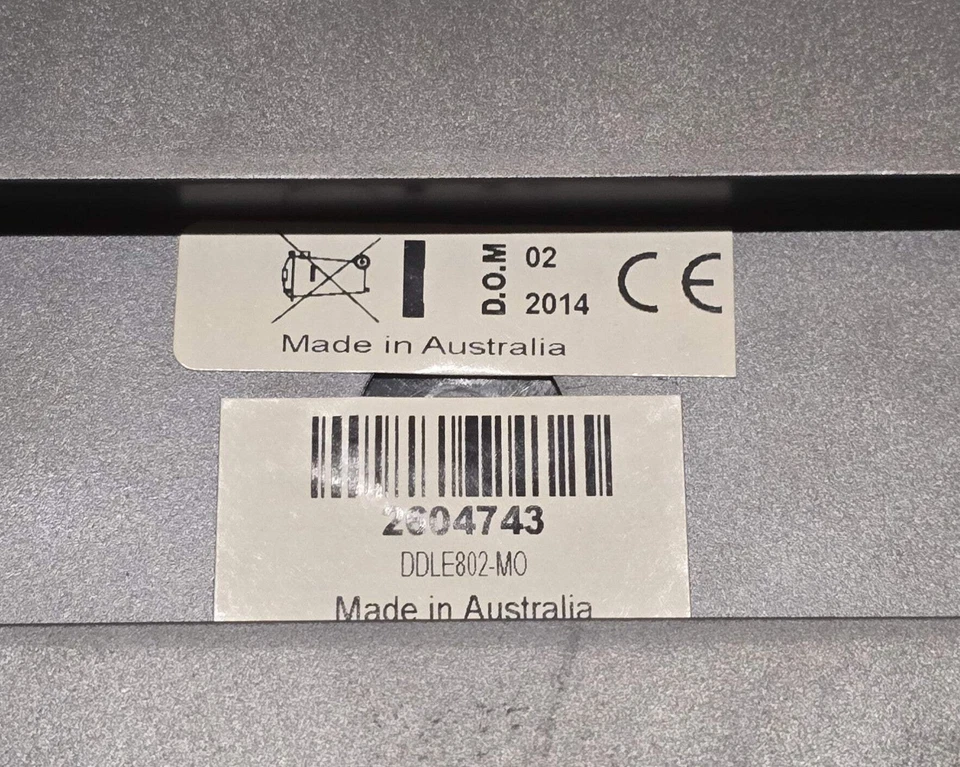 D.O.M 02
2014
CE
Made in Australia
2604743
DDLE802-MO
Made in Australia